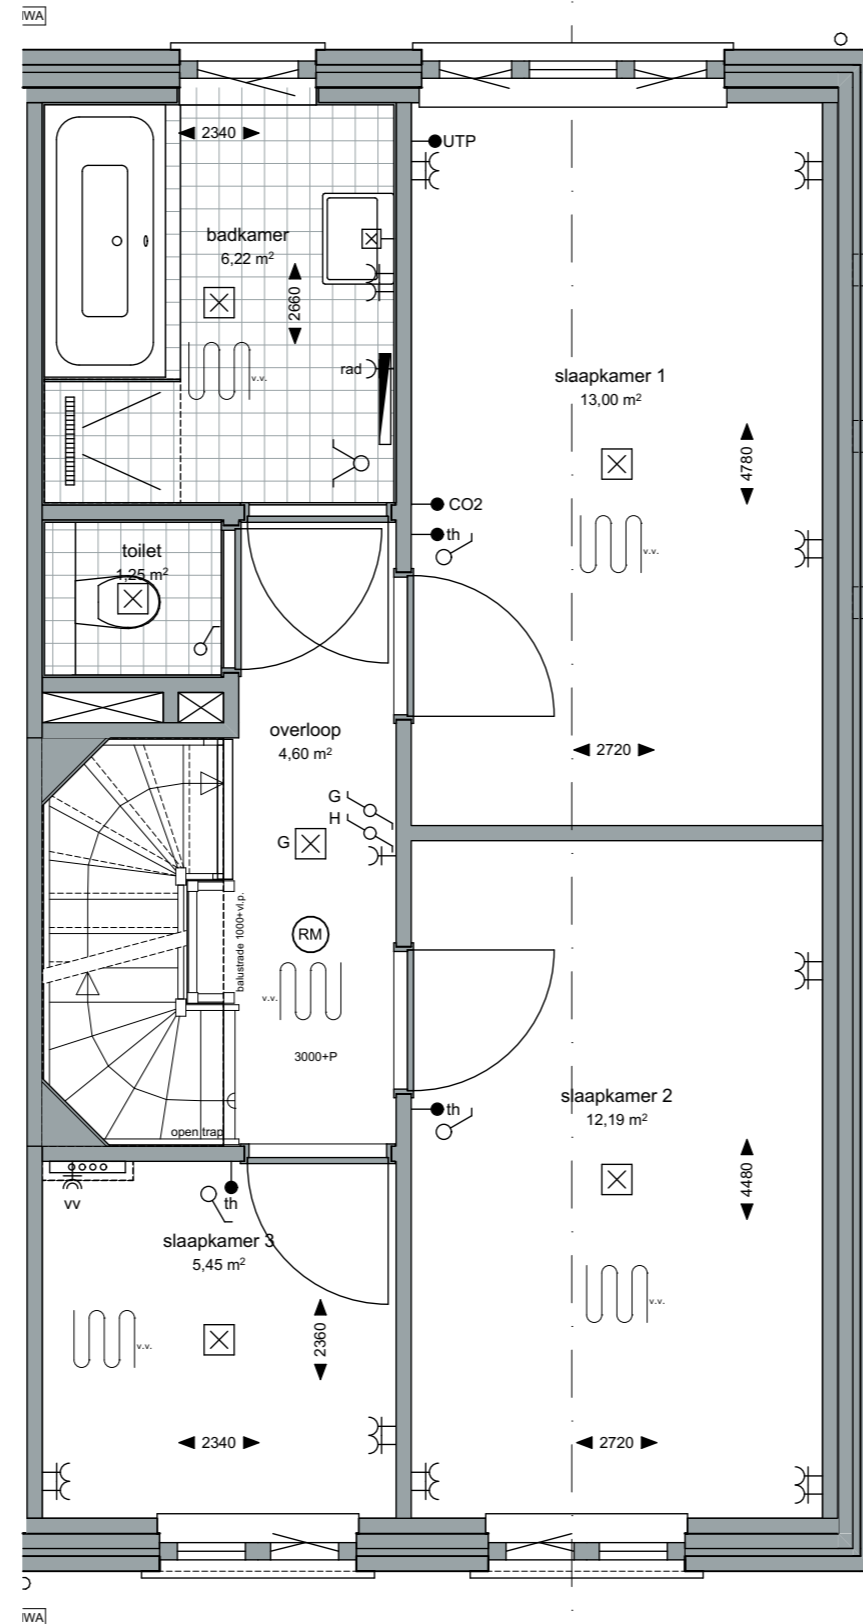 UTP
2340
badkamer
6,22 m²
2660
rad
v.v.
slaapkamer 1
13,00 m²
4780
CO2
th
v.v.
toilet
1,25 m²
overloop
4,60 m²
2720
G
H
G
balustrade 1000+vl.p.
RM
v.v.
3000+P
open trap
slaapkamer 2
12,19 m²
th
4480
v.v.
vv
th
slaapkamer 3
5,45 m²
v.v.
2360
2340
2720